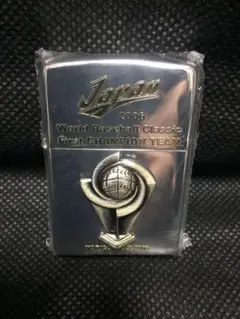 Japan
2006
World Baseball Classic
First CHAMPION TEAM